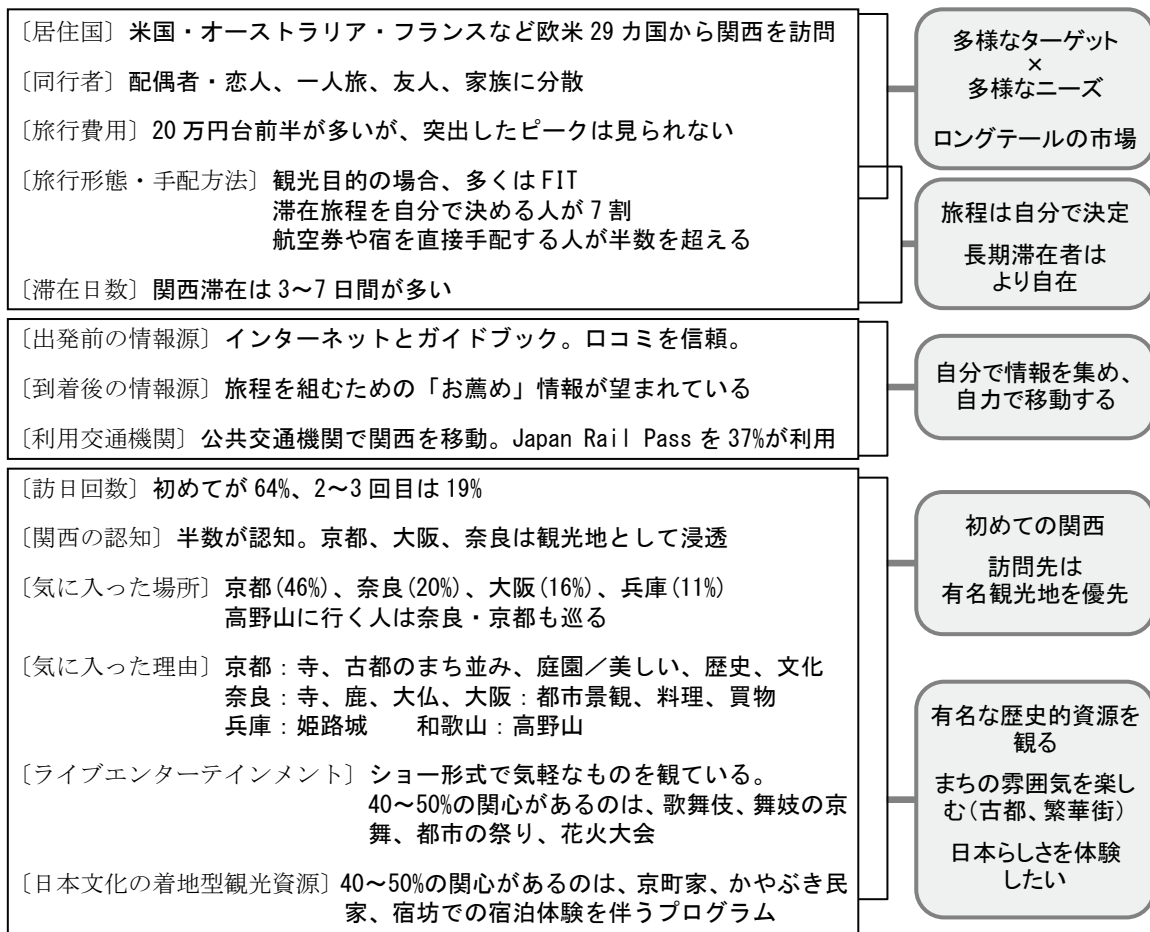 〔居住国〕米国・オーストラリア・フランスなど欧米 29 カ国から関西を訪問
〔同行者〕配偶者・恋人、一人旅、友人、家族に分散
〔旅行費用〕20 万円台前半が多いが、突出したピークは見られない
〔旅行形態・手配方法〕観光目的の場合、多くは FIT
滞在旅程を自分で決める人が 7 割
航空券や宿を直接手配する人が半数を超える
〔滞在日数〕関西滞在は 3～7 日間が多い
多様なターゲット
×
多様なニーズ
ロングテールの市場
旅程は自分で決定
長期滞在者は
より自在
〔出発前の情報源〕インターネットとガイドブック。口コミを信頼。
〔到着後の情報源〕旅程を組むための「お薦め」情報が望まれている
〔利用交通機関〕公共交通機関で関西を移動。Japan Rail Pass を 37%が利用
自分で情報を集め、
自力で移動する
〔訪日回数〕初めてが 64%、2～3 回目は 19%
〔関西の認知〕半数が認知。京都、大阪、奈良は観光地として浸透
〔気に入った場所〕京都(46%)、奈良(20%)、大阪(16%)、兵庫(11%)
高野山に行く人は奈良・京都も巡る
〔気に入った理由〕京都：寺、古都のまち並み、庭園／美しい、歴史、文化
奈良：寺、鹿、大仏、大阪：都市景観、料理、買物
兵庫：姫路城 和歌山：高野山
〔ライブエンターテインメント〕ショー形式で気軽なものを観ている。
40～50%の関心があるのは、歌舞伎、舞妓の京
舞、都市の祭り、花火大会
〔日本文化の着地型観光資源〕40～50%の関心があるのは、京町家、かやぶき民
家、宿坊での宿泊体験を伴うプログラム
初めての関西
訪問先は
有名観光地を優先
有名な歴史的資源を
観る
まちの雰囲気を楽し
む(古都、繁華街)
日本らしさを体験
したい